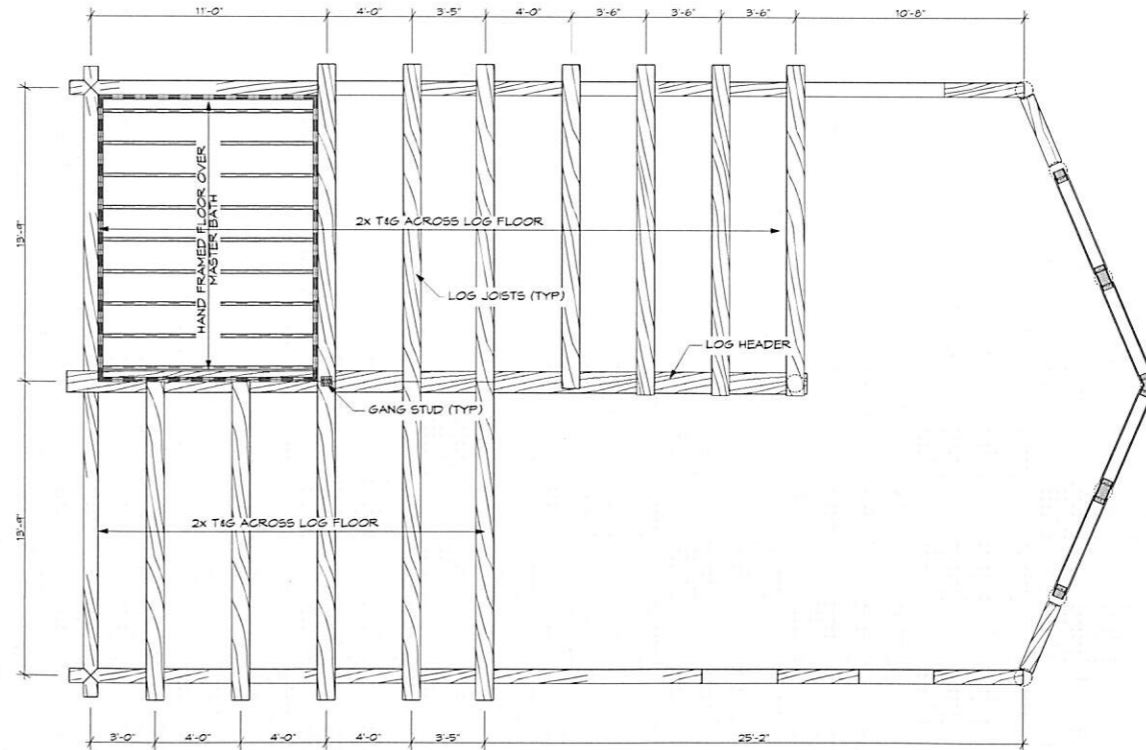 11'-0" 4'-0" 3'-5" 4'-0" 3'-6" 3'-6" 3'-6" 10'-8"
13'-9"
HAND FRAMED FLOOR OVER
MASTER BATH
2x T&G ACROSS LOG FLOOR
LOG JOISTS (TYP)
LOG HEADER
GANG STUD (TYP)
13'-9"
2x T&G ACROSS LOG FLOOR
3'-0" 4'-0" 4'-0" 4'-0" 3'-5" 25'-2"